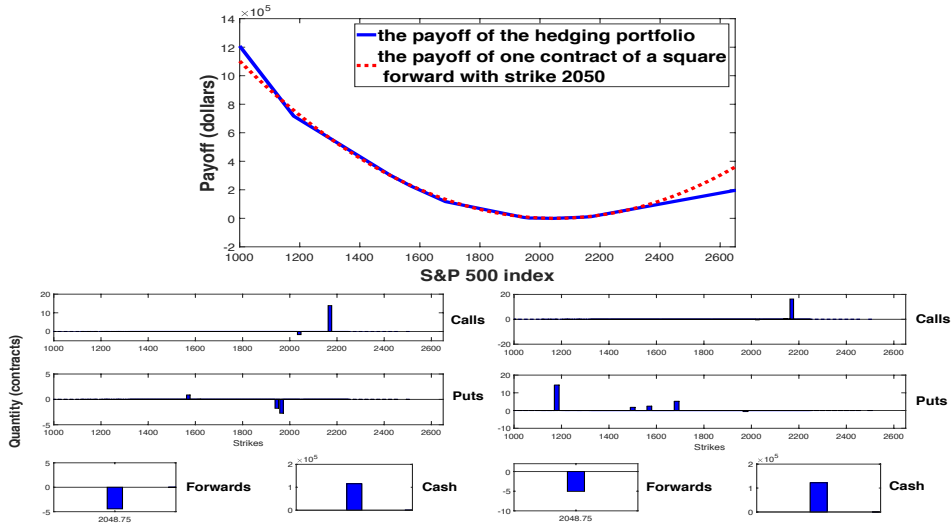 ×10⁵
14
12
10
8
6
4
2
0
-2
Payoff (dollars)
the payoff of the hedging portfolio
the payoff of one contract of a square
forward with strike 2050
1000 1200 1400 1600 1800 2000 2200 2400 2600
S&P 500 index
Quantity (contracts)
20
10
0
1000 1200 1400 1600 1800 2000 2200 2400 2600
Calls
5
0
-5
1000 1200 1400 1600 1800 2000 2200 2400 2600
Strikes
Puts
5
0
-5
2048.75
Forwards
×10⁵
2
1
0
Cash
20
0
-20
1000 1200 1400 1600 1800 2000 2200 2400 2600
Calls
20
10
0
1000 1200 1400 1600 1800 2000 2200 2400 2600
Strikes
Puts
0
-5
-10
2048.75
Forwards
×10⁵
2
1
0
Cash